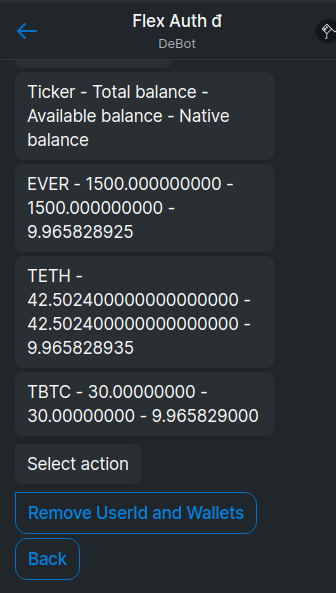 Flex Auth đ
DeBot
Ticker - Total balance -
Available balance - Native
balance
EVER - 1500.000000000 -
1500.000000000 -
9.965828925
TETH -
42.502400000000000000 -
42.502400000000000000 -
9.965828935
TBTC - 30.00000000 -
30.00000000 - 9.965829000
Select action
Remove UserId and Wallets
Back